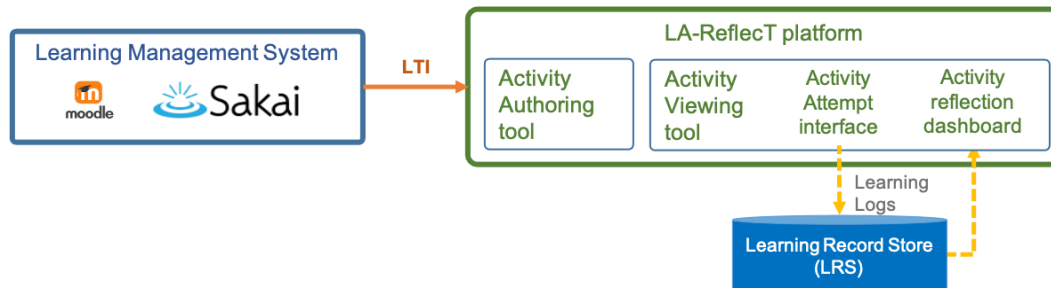 Learning Management System
moodle
Sakai
LTI
LA-ReflecT platform
Activity
Authoring
tool
Activity
Viewing
tool
Activity
Attempt
interface
Activity
reflection
dashboard
Learning
Logs
Learning Record Store
(LRS)